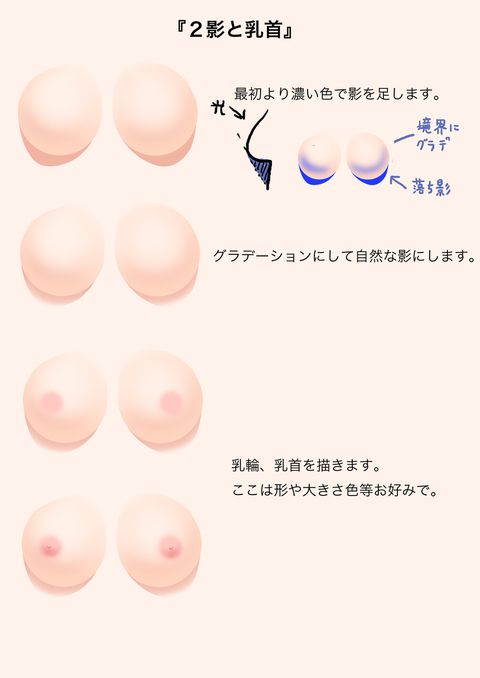 『２影と乳首』
最初より濃い色で影を足します。
光
境界に
グラデ
落ち影
グラデーションにして自然な影にします。
乳輪、乳首を描きます。
ここは形や大きさ色等お好みで。